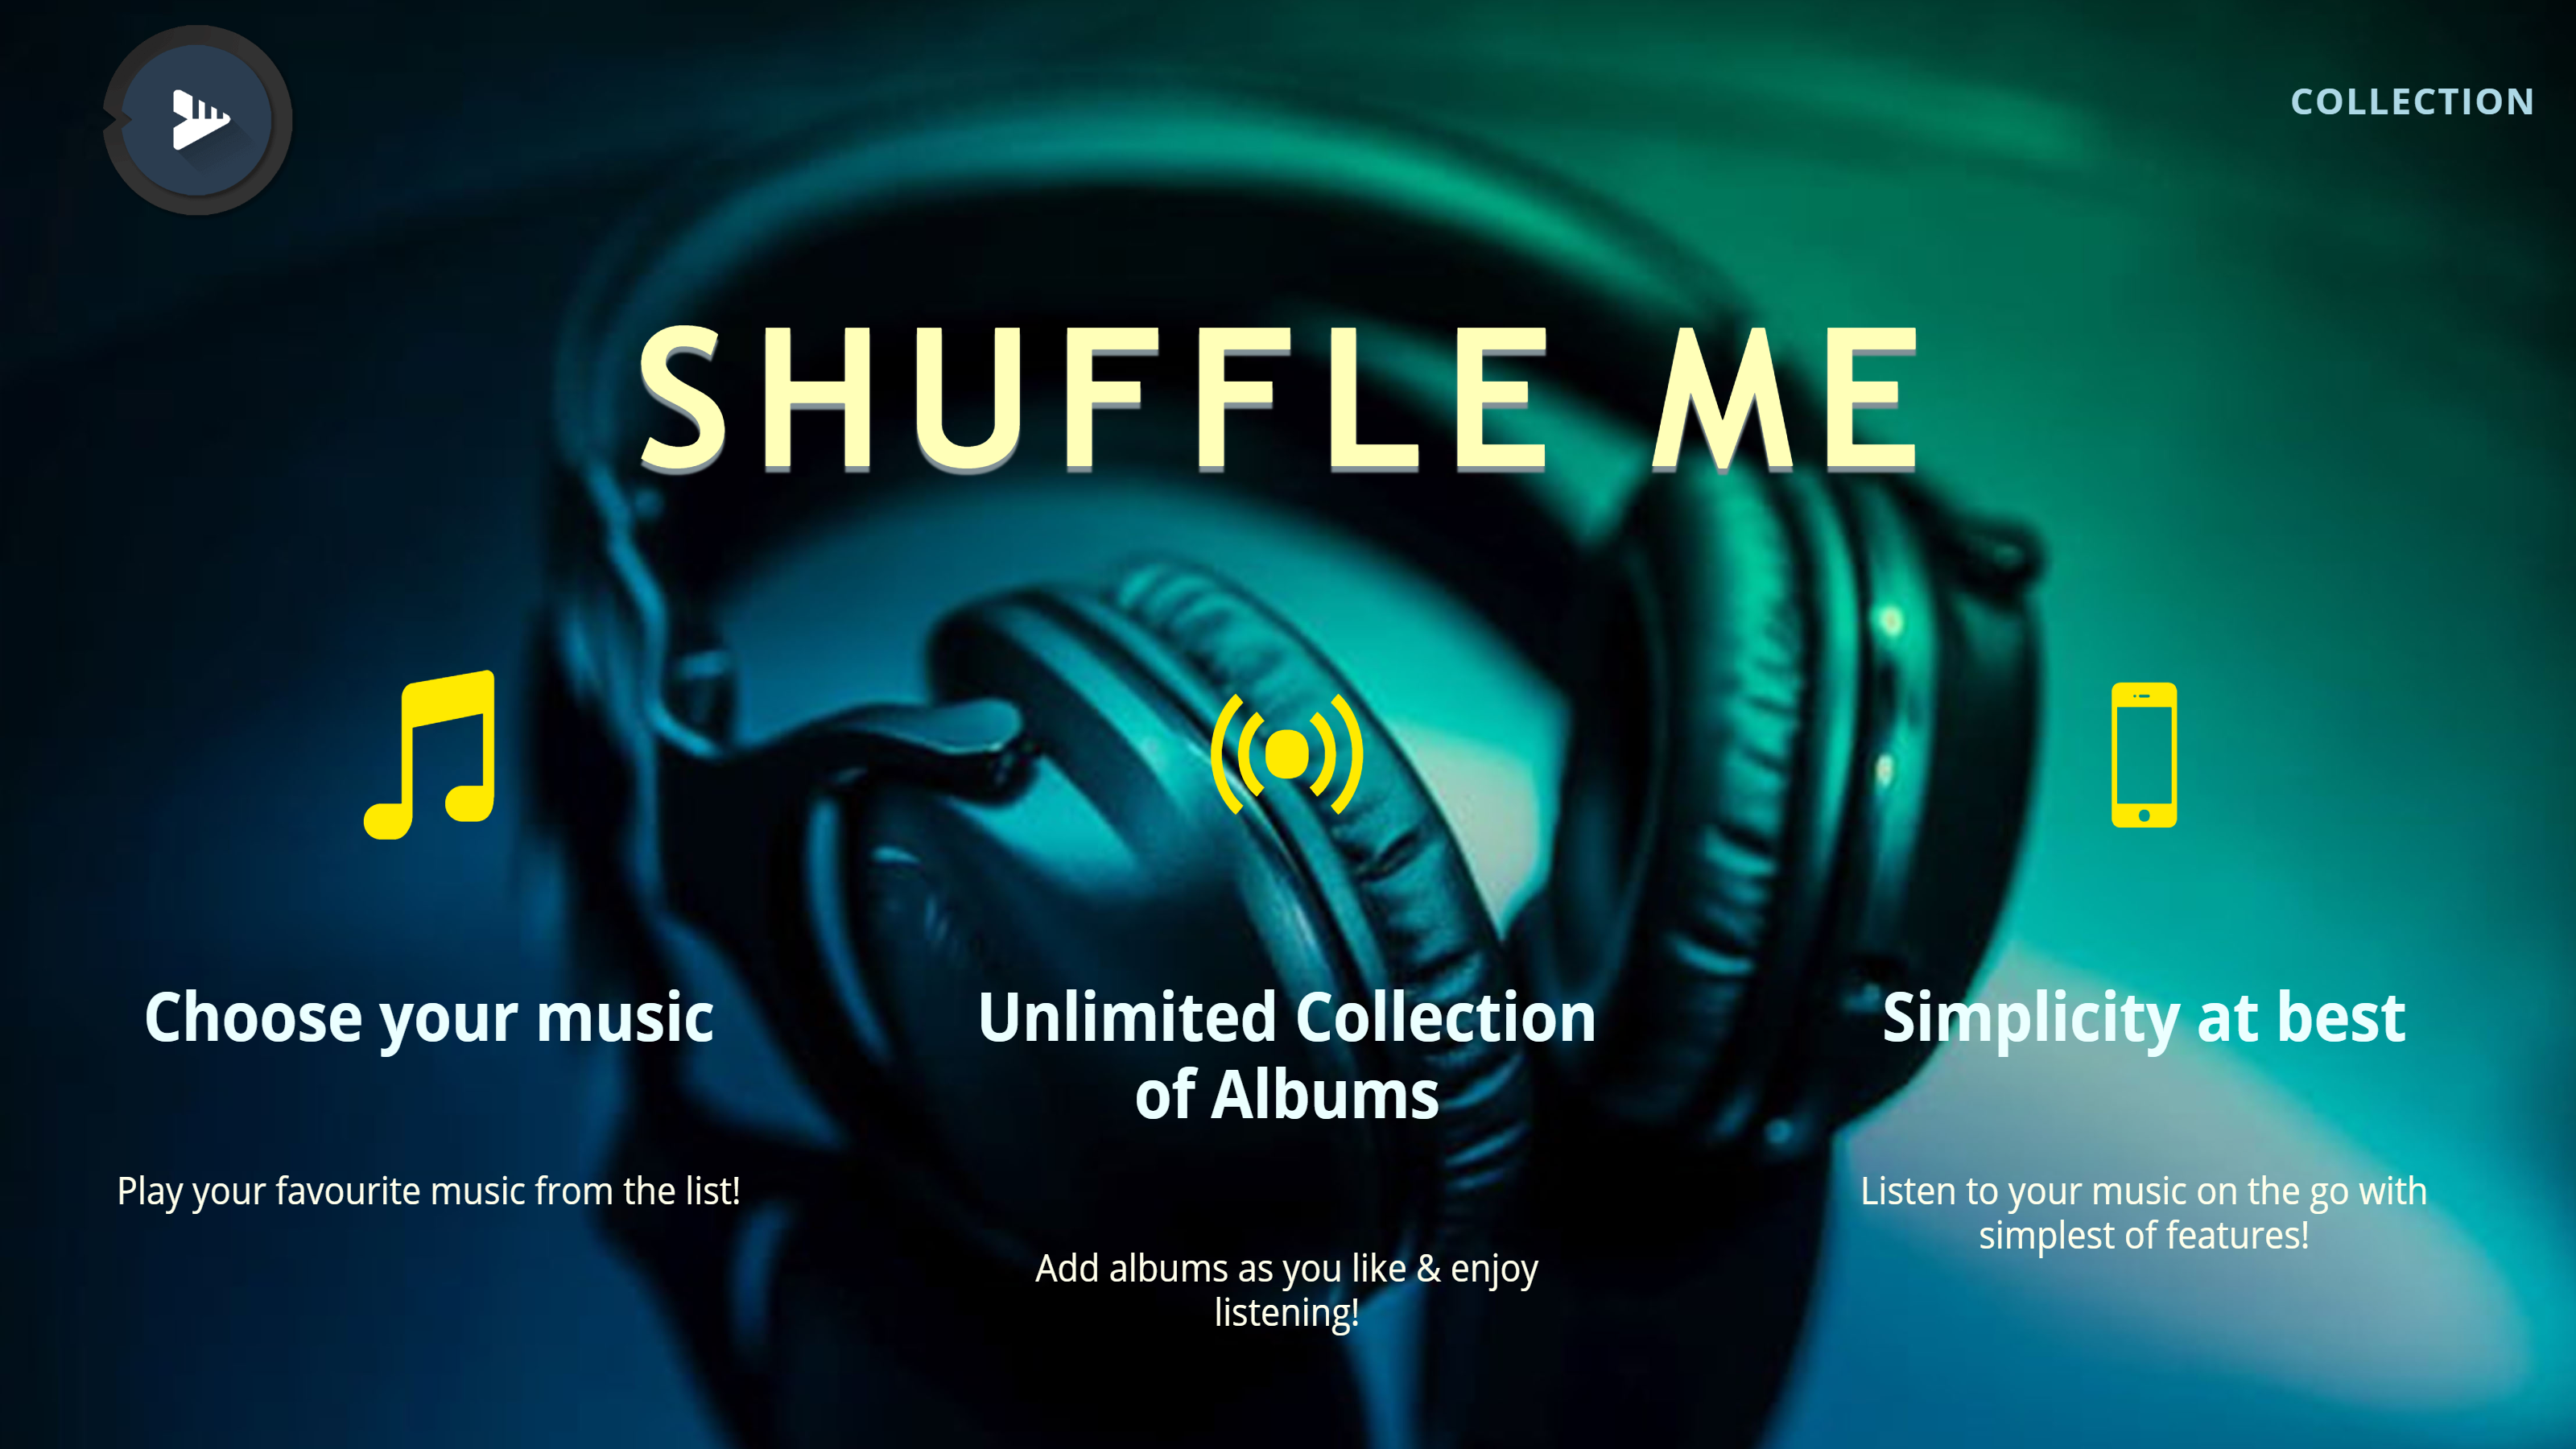 COLLECTION
SHUFFLE ME
Choose your music
Play your favourite music from the list!
Unlimited Collection
of Albums
Add albums as you like & enjoy
listening!
Simplicity at best
Listen to your music on the go with
simplest of features!